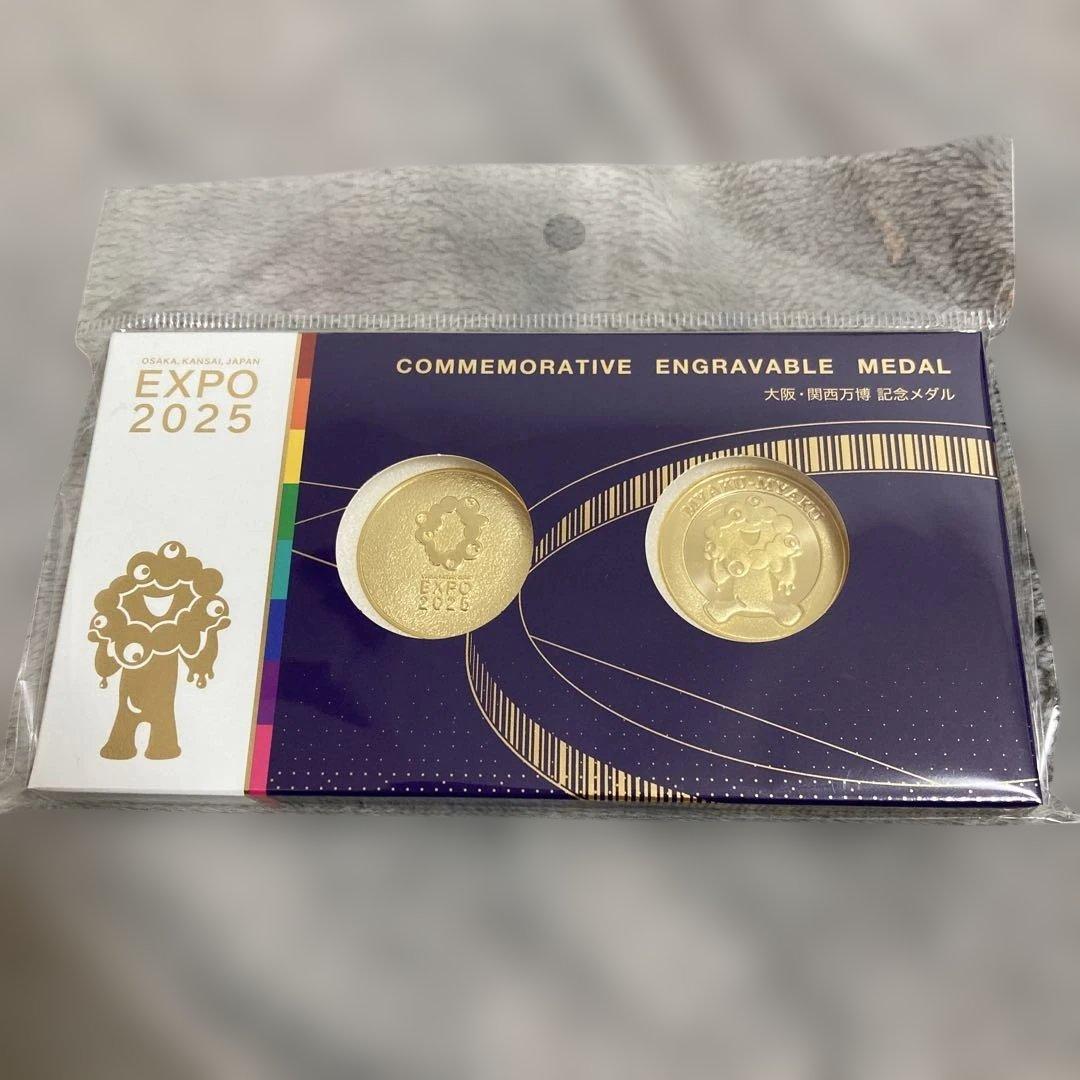 OSAKA, KANSAI, JAPAN
EXPO
2025
COMMEMORATIVE ENGRAVABLE MEDAL
大阪・関西万博 記念メダル
EXPO
2025
MYAKU-MYAKU